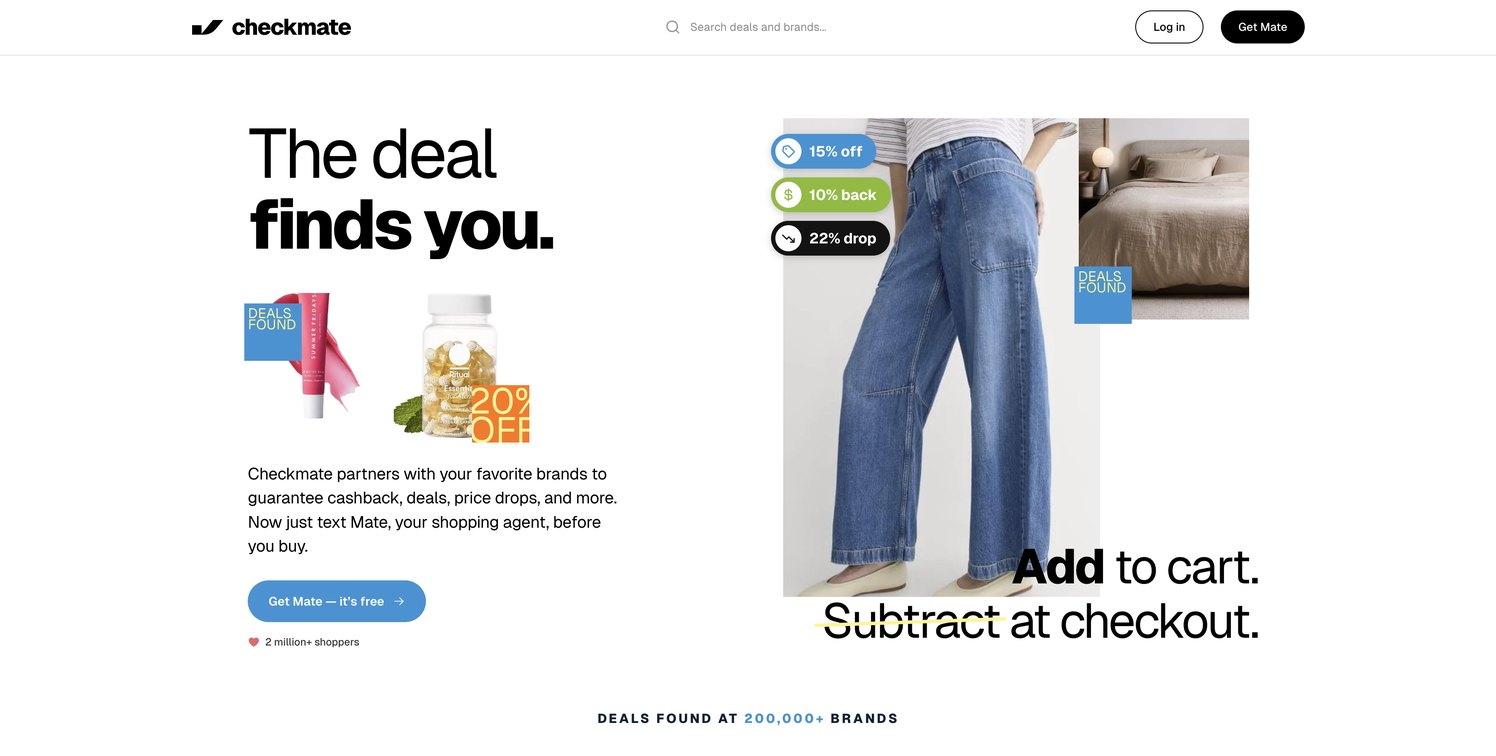 checkmate
Search deals and brands...
Log in
Get Mate
The deal
finds you.
DEALS
FOUND
SUMMER FRIDAYS
Ritual
20%
OFF
Checkmate partners with your favorite brands to
guarantee cashback, deals, price drops, and more.
Now just text Mate, your shopping agent, before
you buy.
Get Mate — it's free
2 million+ shoppers
15% off
10% back
22% drop
DEALS
FOUND
Add to cart.
Subtract at checkout.
DEALS FOUND AT 200,000+ BRANDS